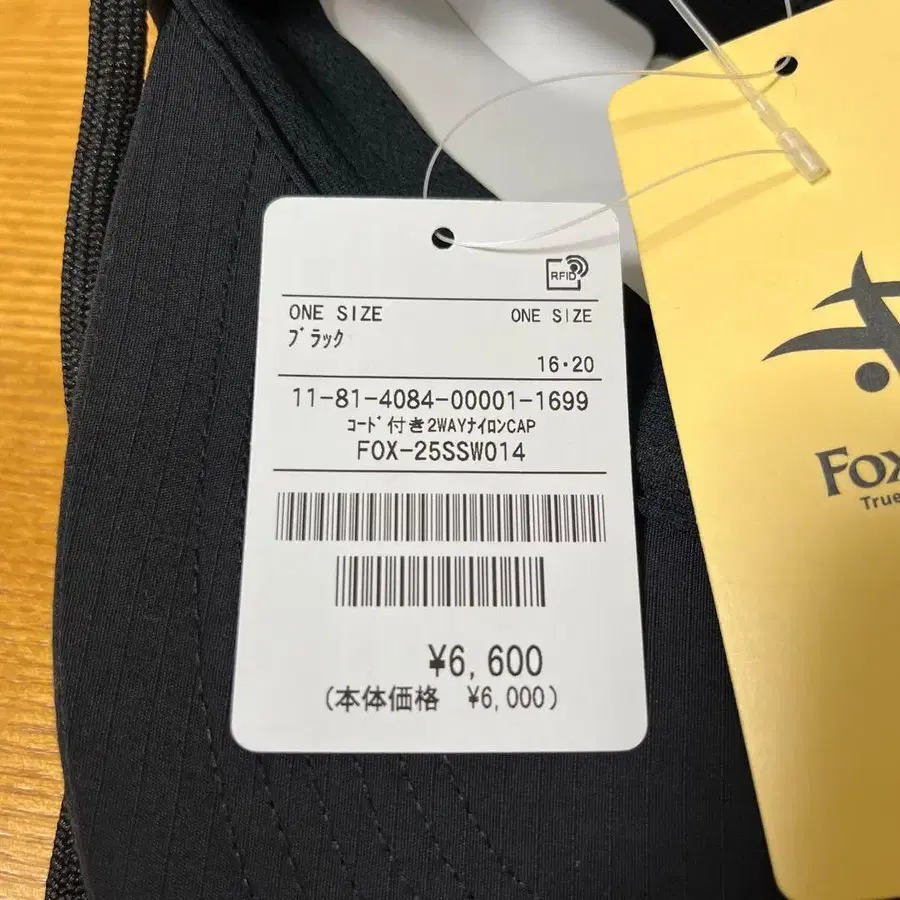 RFID
ONE SIZE ONE SIZE
ﾌﾞﾗｯｸ
16・20
11-81-4084-00001-1699
ｺｰﾄﾞ付き2WAYﾅｲﾛﾝCAP
FOX-25SSW014
¥6,600
(本体価格 ¥6,000)
FOX
True